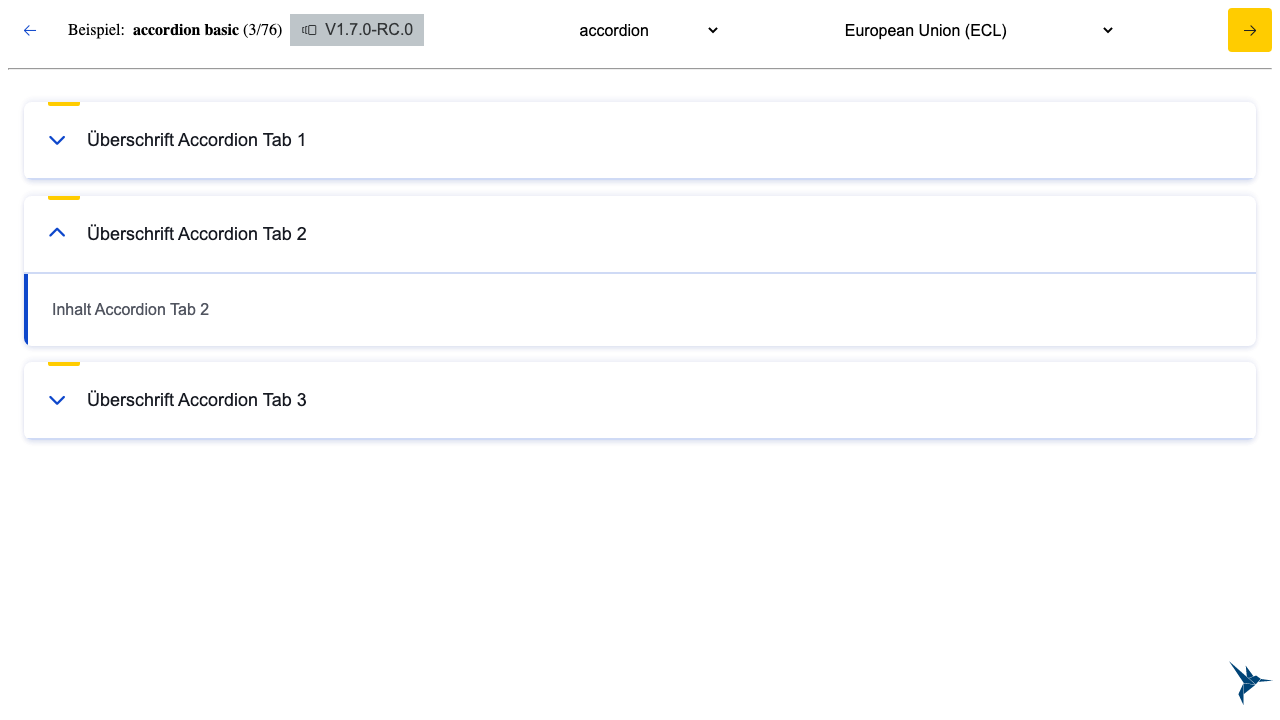 Beispiel: accordion basic (3/76) V1.7.0-RC.0 accordion European Union (ECL)
Überschrift Accordion Tab 1
Überschrift Accordion Tab 2
Inhalt Accordion Tab 2
Überschrift Accordion Tab 3